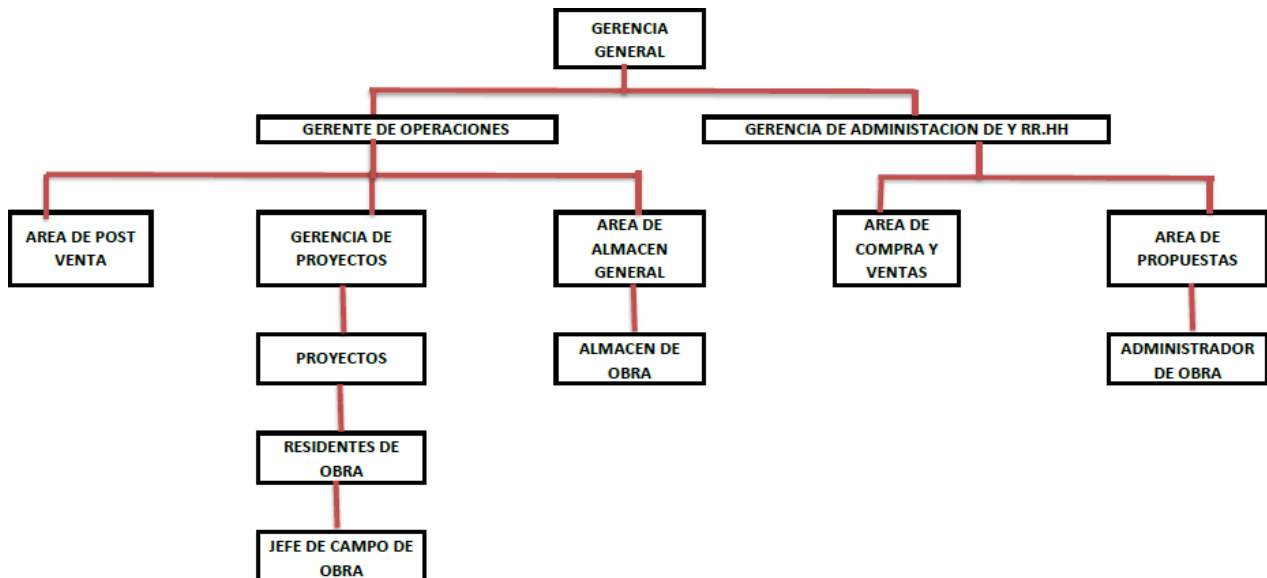 GERENCIA
GENERAL
GERENTE DE OPERACIONES
GERENCIA DE ADMINISTACION DE Y RR.HH
AREA DE POST
VENTA
GERENCIA DE
PROYECTOS
AREA DE
ALMACEN
GENERAL
AREA DE
COMPRA Y
VENTAS
AREA DE
PROPUESTAS
PROYECTOS
ALMACEN DE
OBRA
ADMINISTRADOR
DE OBRA
RESIDENTES DE
OBRA
JEFE DE CAMPO DE
OBRA